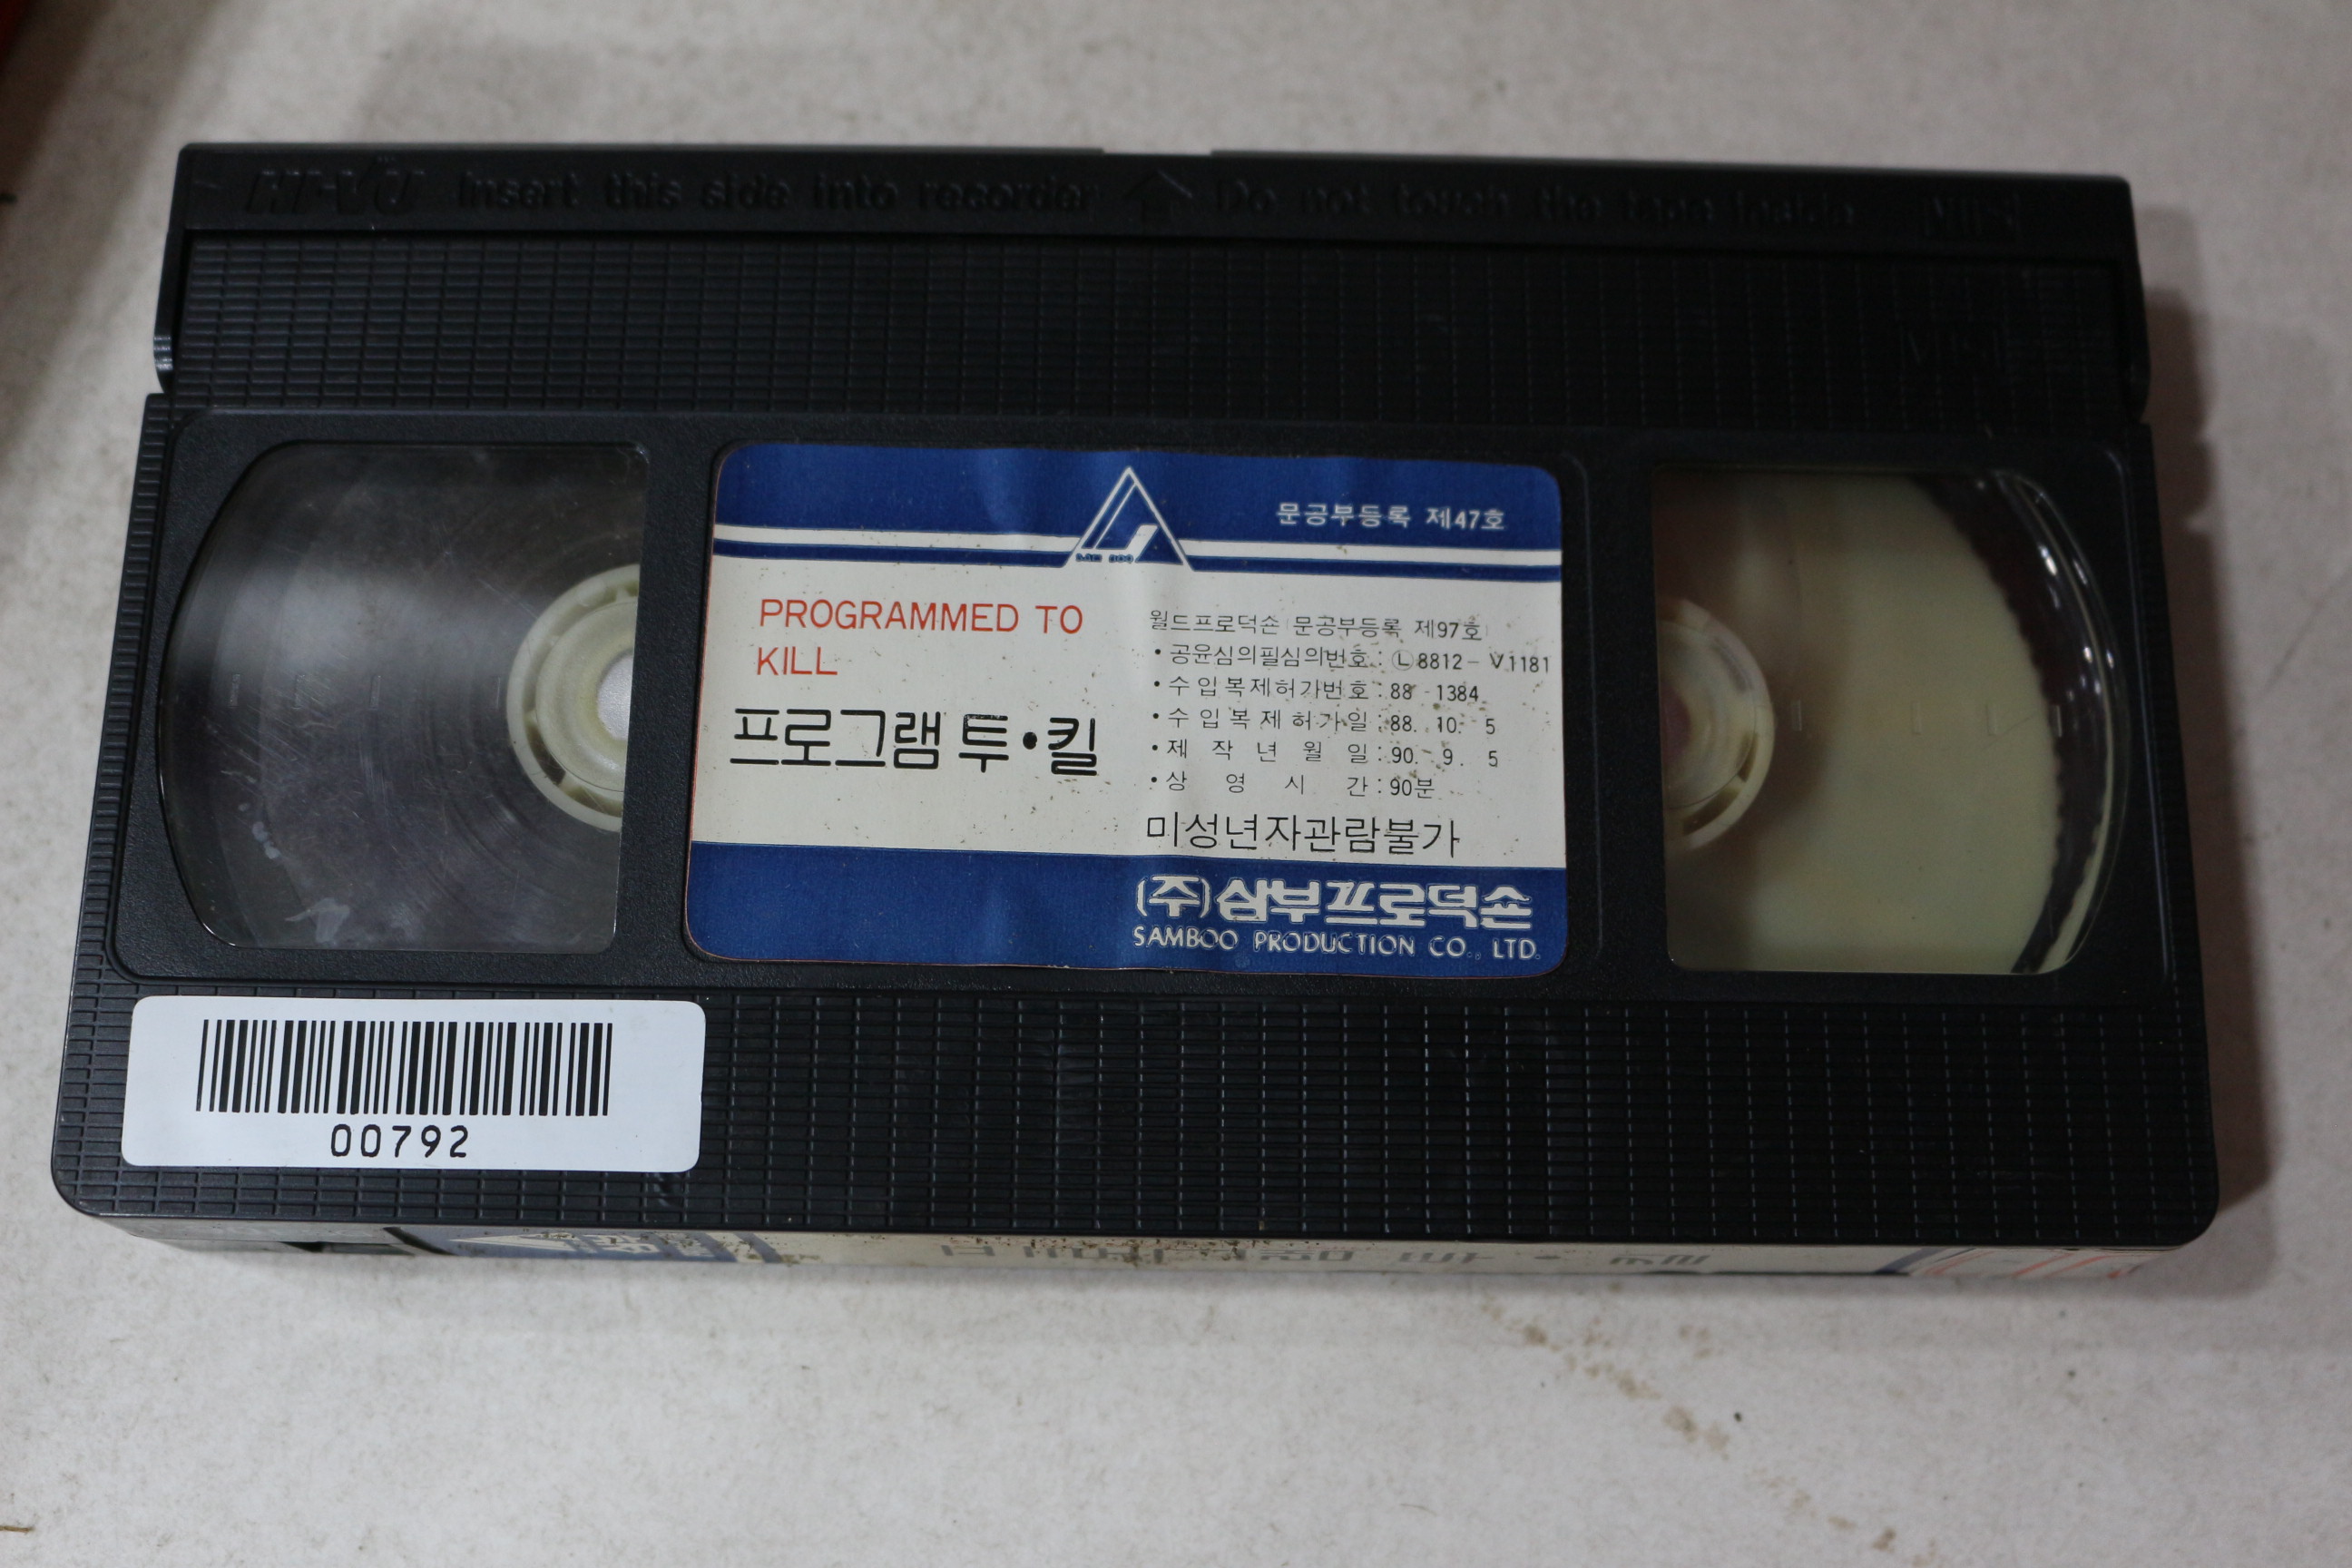 HI-VU Insert this side into recorder Do not touch the tape inside VHS
VHS
문공부등록 제47호
PROGRAMMED TO
KILL
프로그램 투•킬
월드프로덕숀 문공부등록 제97호
•공윤심의필심의번호: Ⓛ8812-V1181
•수입복제허가번호:88-1384
•수입복제허가일:88. 10. 5
•제작년월일:90. 9. 5
•상영시간:90분
미성년자관람불가
(주)삼부프로덕숀
SAMBOO PRODUCTION CO., LTD.
00792